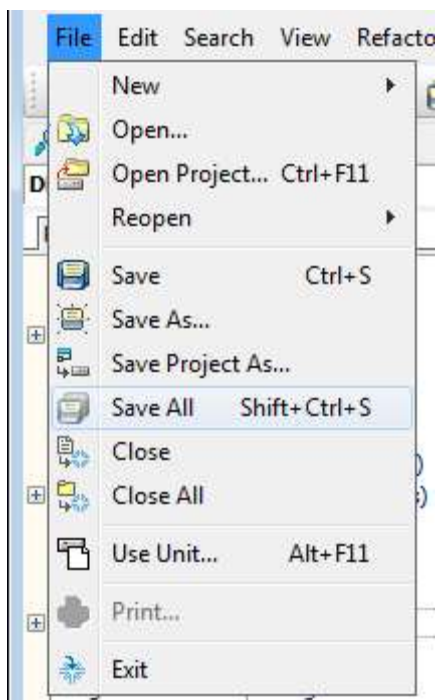 File Edit Search View Refacto
New
Open...
Open Project... Ctrl+F11
Reopen
Save Ctrl+S
Save As...
Save Project As...
Save All Shift+Ctrl+S
Close
Close All
Use Unit... Alt+F11
Print...
Exit